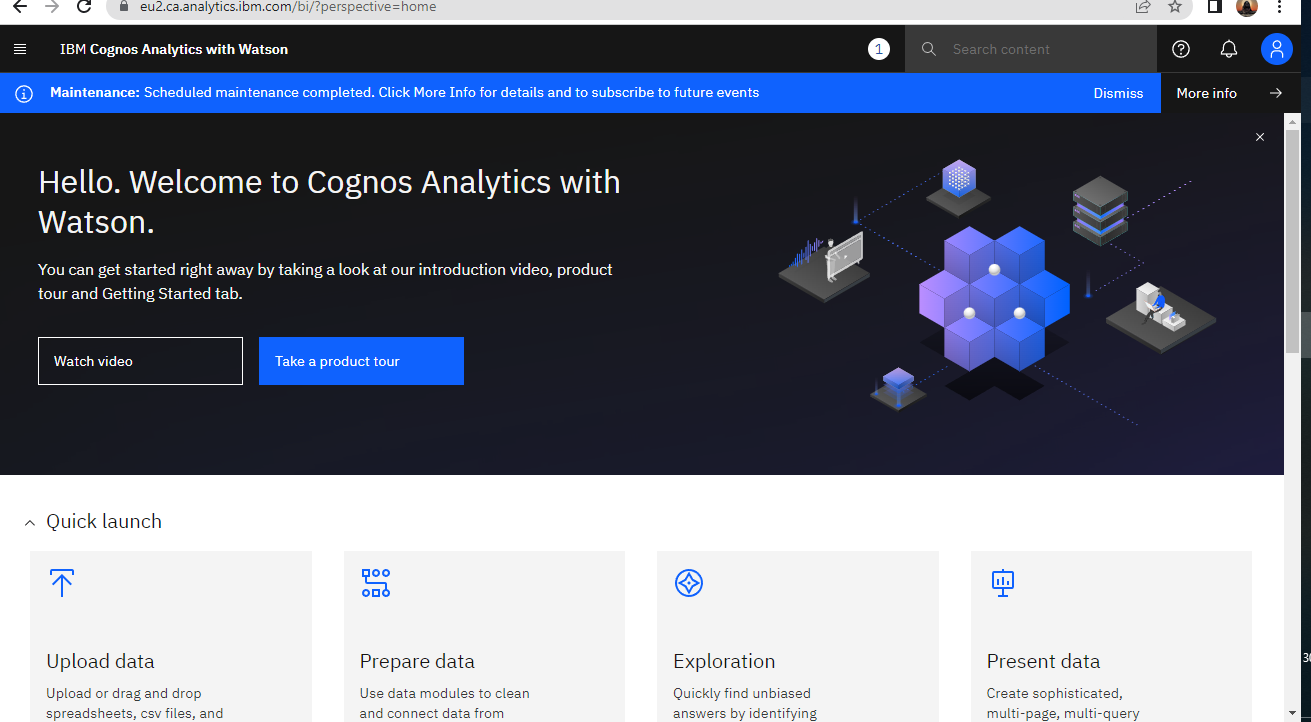 eu2.ca.analytics.ibm.com/bi/?perspective=home
IBM Cognos Analytics with Watson
1
Search content
Maintenance: Scheduled maintenance completed. Click More Info for details and to subscribe to future events
Dismiss
More info
Hello. Welcome to Cognos Analytics with
Watson.
You can get started right away by taking a look at our introduction video, product
tour and Getting Started tab.
Watch video
Take a product tour
Quick launch
Upload data
Upload or drag and drop
spreadsheets, csv files, and
Prepare data
Use data modules to clean
and connect data from
Exploration
Quickly find unbiased
answers by identifying
Present data
Create sophisticated,
multi-page, multi-query